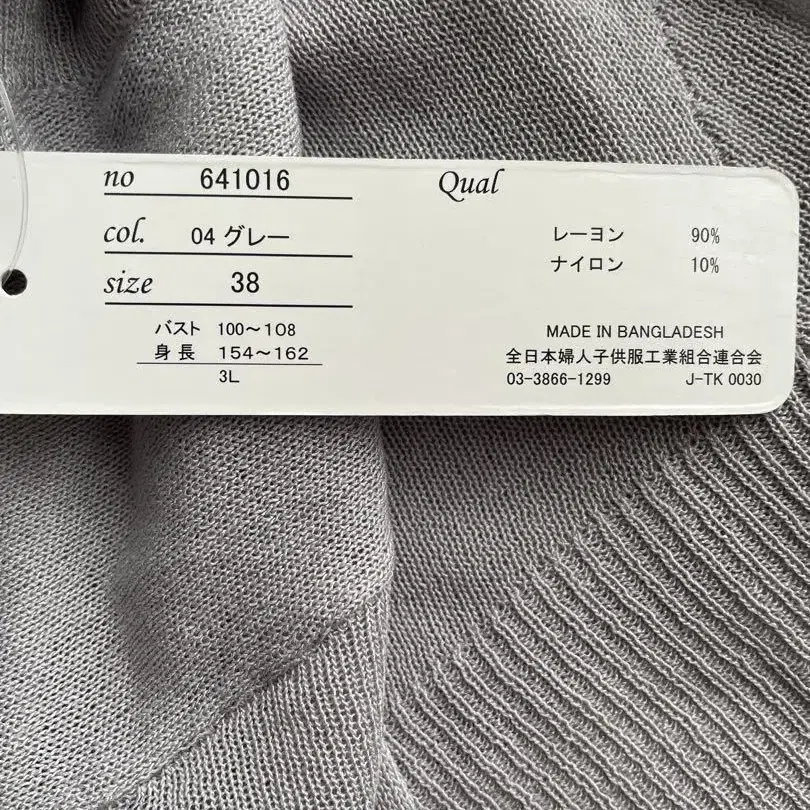 no 641016
col. 04 グレー
size 38
バスト 100〜108
身長 154〜162
3L
Qual
レーヨン 90%
ナイロン 10%
MADE IN BANGLADESH
全日本婦人子供服工業組合連合会
03-3866-1299 J-TK 0030